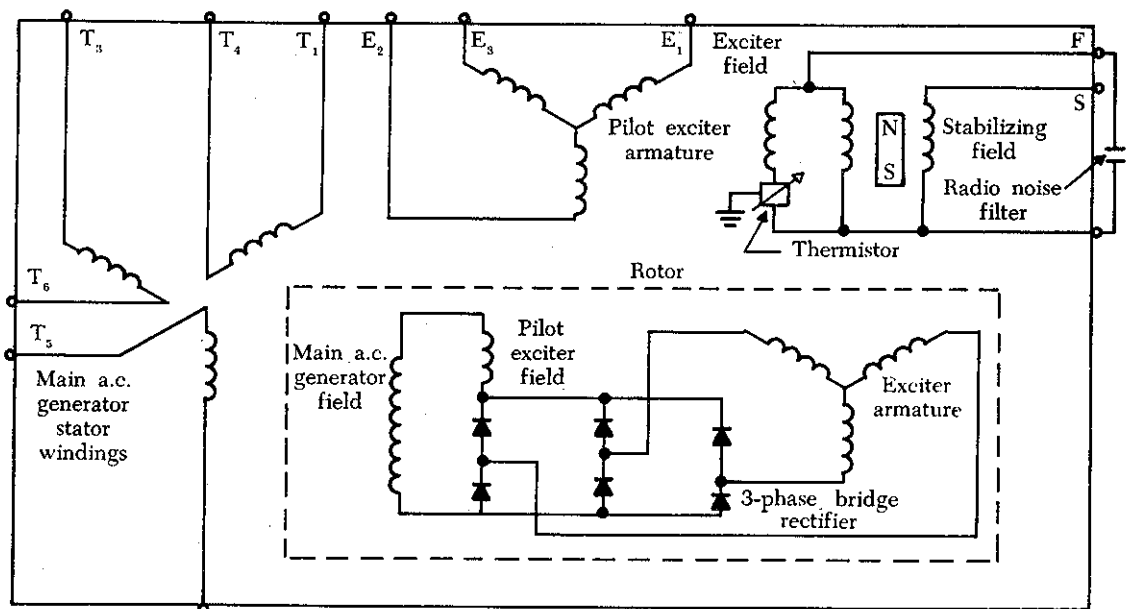 T3
T4
T1
E2
E3
E1
Exciter
field
F
S
N
S
Pilot exciter
armature
Stabilizing
field
Radio noise
filter
Thermistor
T6
T5
Rotor
Main a.c.
generator
stator
windings
Main a.c.
generator
field
Pilot
exciter
field
Exciter
armature
3-phase bridge
rectifier